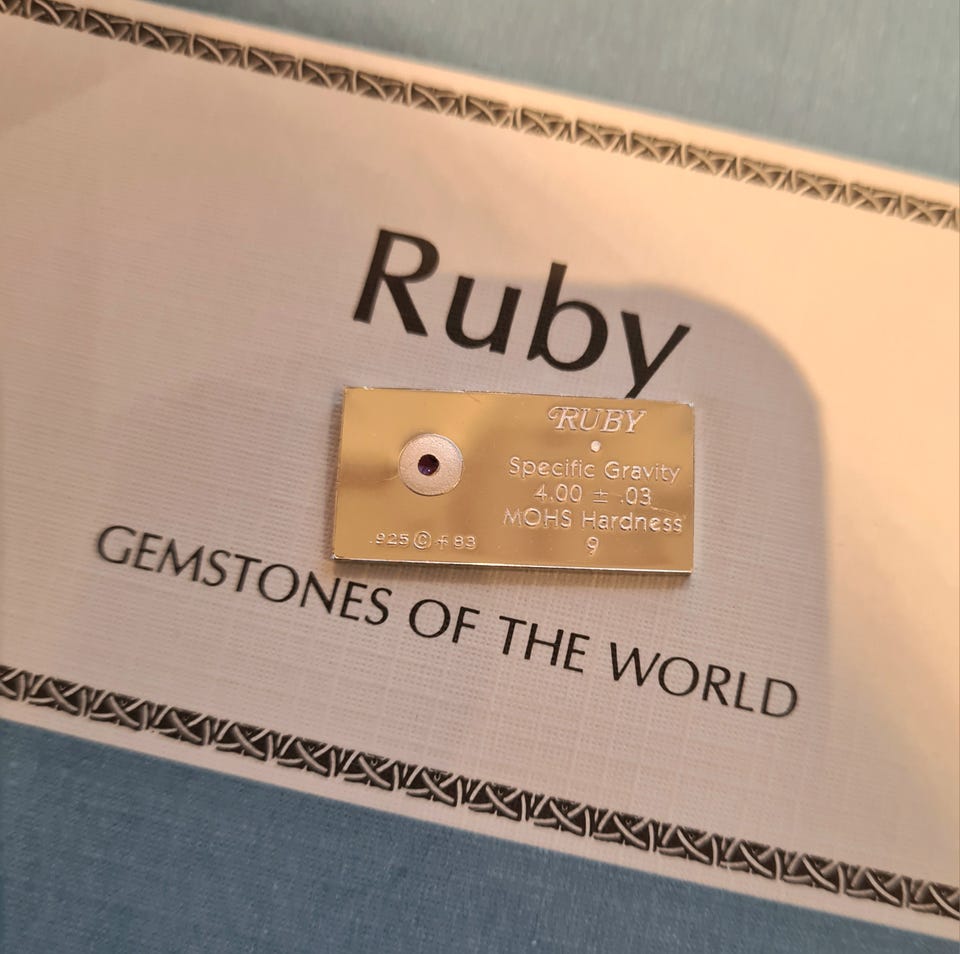 Ruby
RUBY
Specific Gravity
4.00 ± .03
MOHS Hardness
9
.925 © f 83
GEMSTONES OF THE WORLD